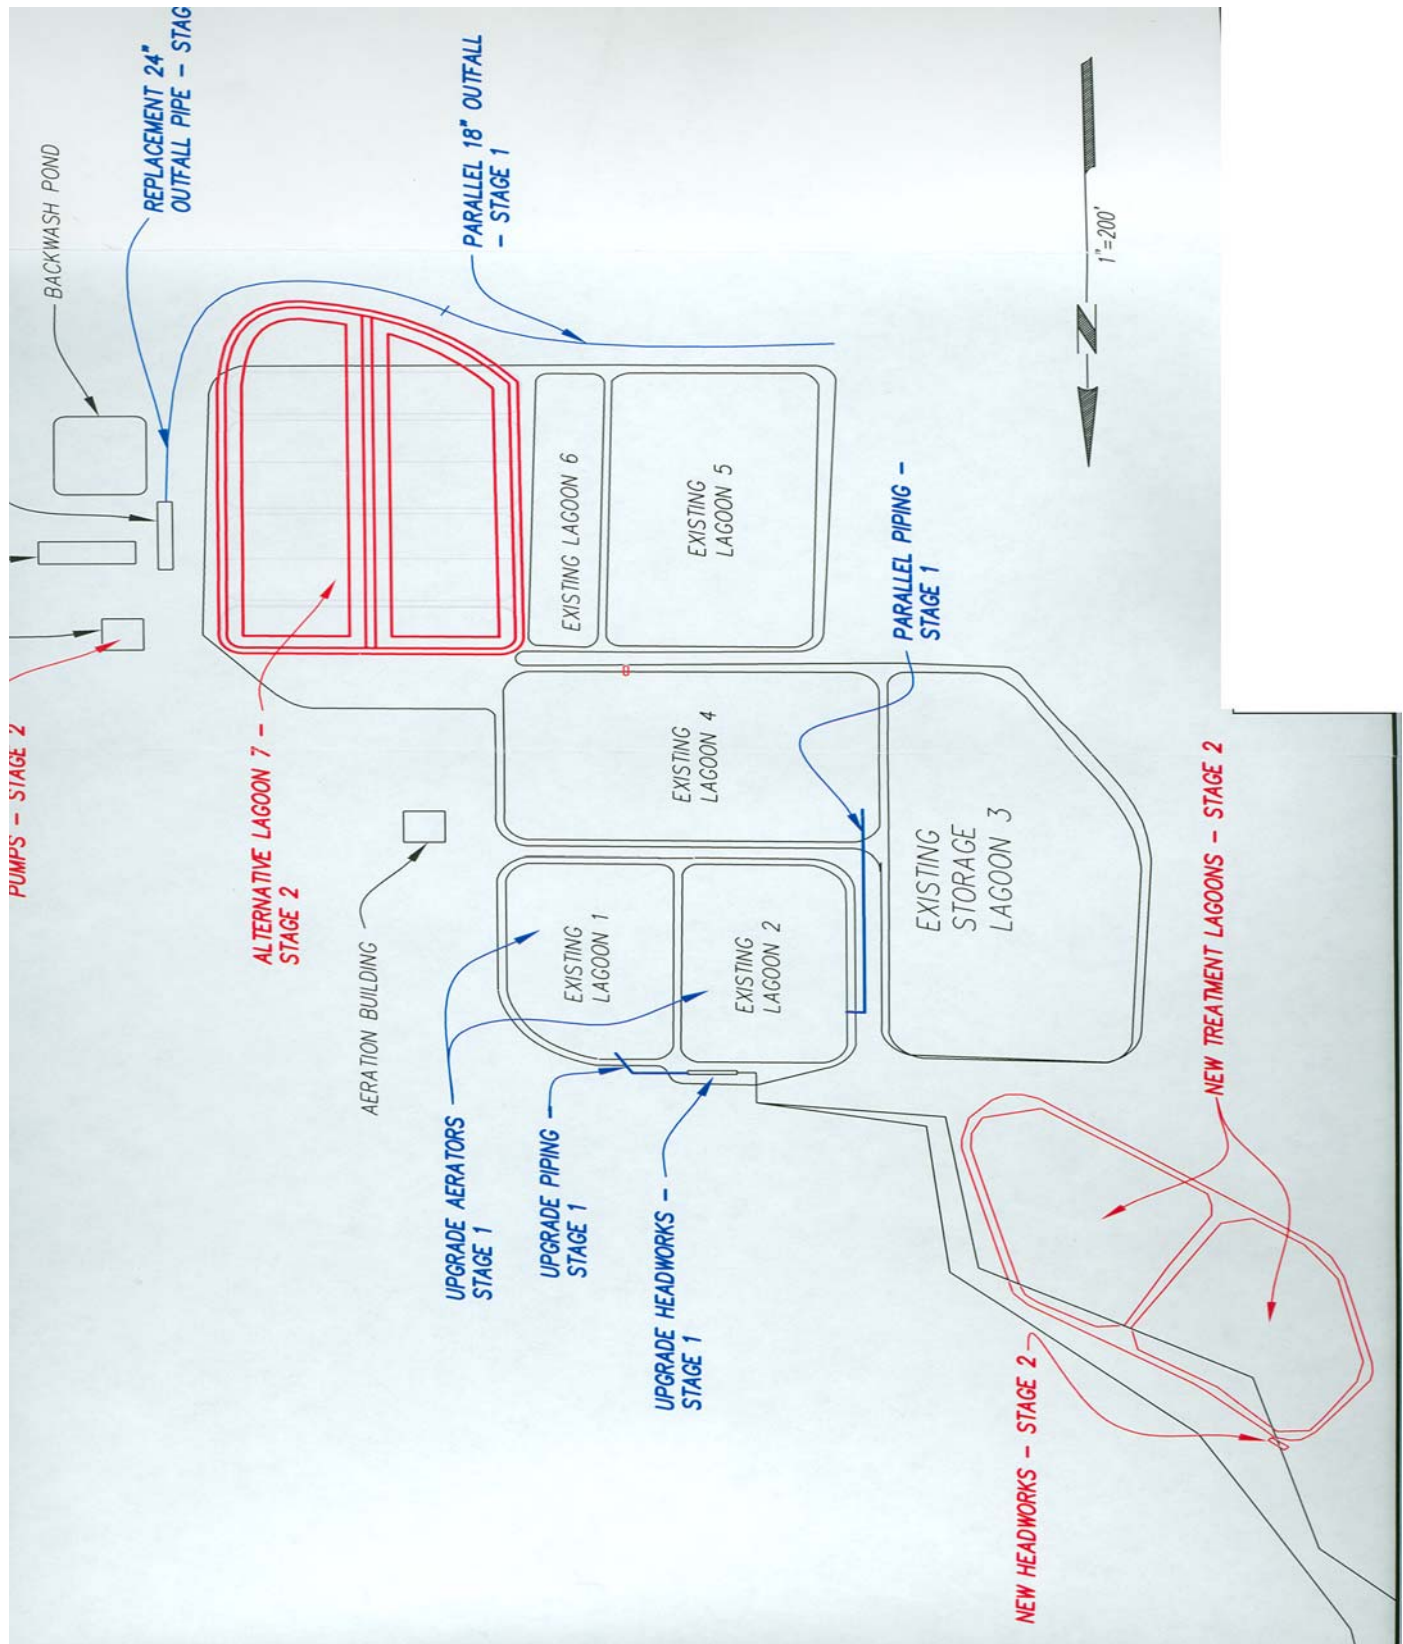 REPLACEMENT 24"
OUTFALL PIPE - STAG
BACKWASH POND
PARALLEL 18" OUTFALL
- STAGE 1
1"=200'
N
EXISTING LAGOON 6
EXISTING
LAGOON 5
PARALLEL PIPING -
STAGE 1
PUMPS - STAGE 2
ALTERNATIVE LAGOON 7 -
STAGE 2
EXISTING
LAGOON 4
AERATION BUILDING
EXISTING
LAGOON 1
EXISTING
LAGOON 2
EXISTING
STORAGE
LAGOON 3
NEW TREATMENT LAGOONS - STAGE 2
UPGRADE AERATORS
STAGE 1
UPGRADE PIPING -
STAGE 1
UPGRADE HEADWORKS -
STAGE 1
NEW HEADWORKS - STAGE 2